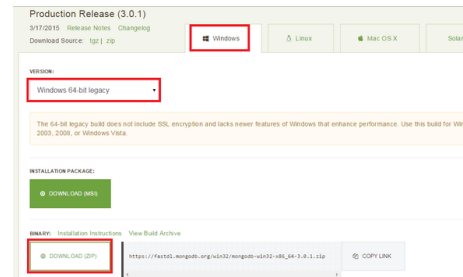 Production Release (3.0.1)
3/17/2015 Release Notes Changelog
Download Source: tgz | zip
Windows
Linux
Mac OS X
Solar
VERSION:
Windows 64-bit legacy
The 64-bit legacy build does not include SSL encryption and lacks newer features of Windows that enhance performance. Use this build for Win
2003, 2008, or Windows Vista.
INSTALLATION PACKAGE:
DOWNLOAD (MSI)
BINARY: Installation Instructions View Build Archive
DOWNLOAD (ZIP)
https://fastdl.mongodb.org/win32/mongodb-win32-x86_64-3.0.1.zip
COPY LINK